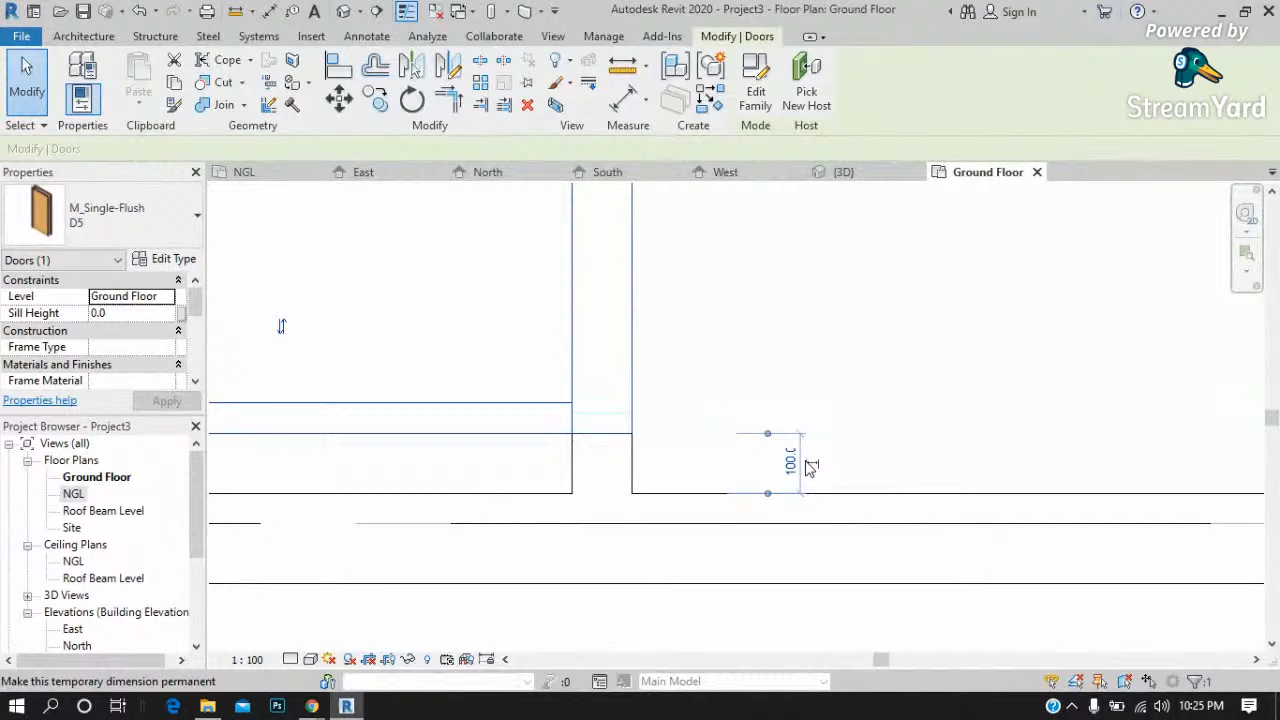 Autodesk Revit 2020 - Project3 - Floor Plan: Ground Floor
Sign In
Powered by
StreamYard
File
Architecture
Structure
Steel
Systems
Insert
Annotate
Analyze
Collaborate
View
Manage
Add-Ins
Modify | Doors
Modify
Paste
Cope
Cut
Join
Edit
Family
Pick
New Host
Select
Properties
Clipboard
Geometry
Modify
View
Measure
Create
Mode
Host
Modify | Doors
Properties
NGL
East
North
South
West
{3D}
Ground Floor
M_Single-Flush
D5
Doors (1)
Edit Type
Constraints
Level
Ground Floor
Sill Height
0.0
Construction
Frame Type
Materials and Finishes
Frame Material
Properties help
Apply
Project Browser - Project3
Views (all)
Floor Plans
Ground Floor
NGL
Roof Beam Level
Site
Ceiling Plans
NGL
Roof Beam Level
3D Views
Elevations (Building Elevation
East
North
2D
1 : 100
Make this temporary dimension permanent
:0
Main Model
:1
10:25 PM